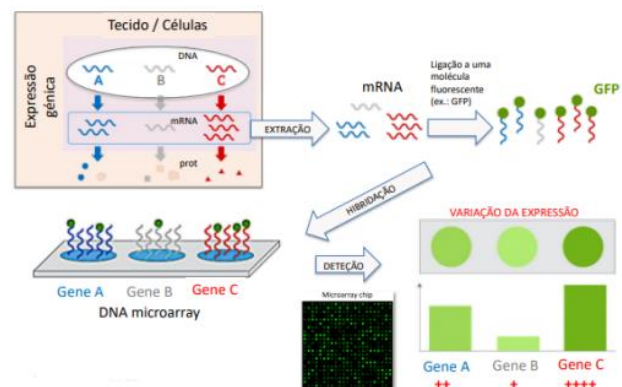 Tecido / Células
Expressão
génica
DNA
A
B
C
mRNA
prot
EXTRAÇÃO
mRNA
Ligação a uma
molécula
fluorescente
(ex.: GFP)
GFP
HIBRIDAÇÃO
Gene A
Gene B
Gene C
DNA microarray
DETEÇÃO
Microarray chip
VARIAÇÃO DA EXPRESSÃO
Gene A
Gene B
Gene C
++
+
++++